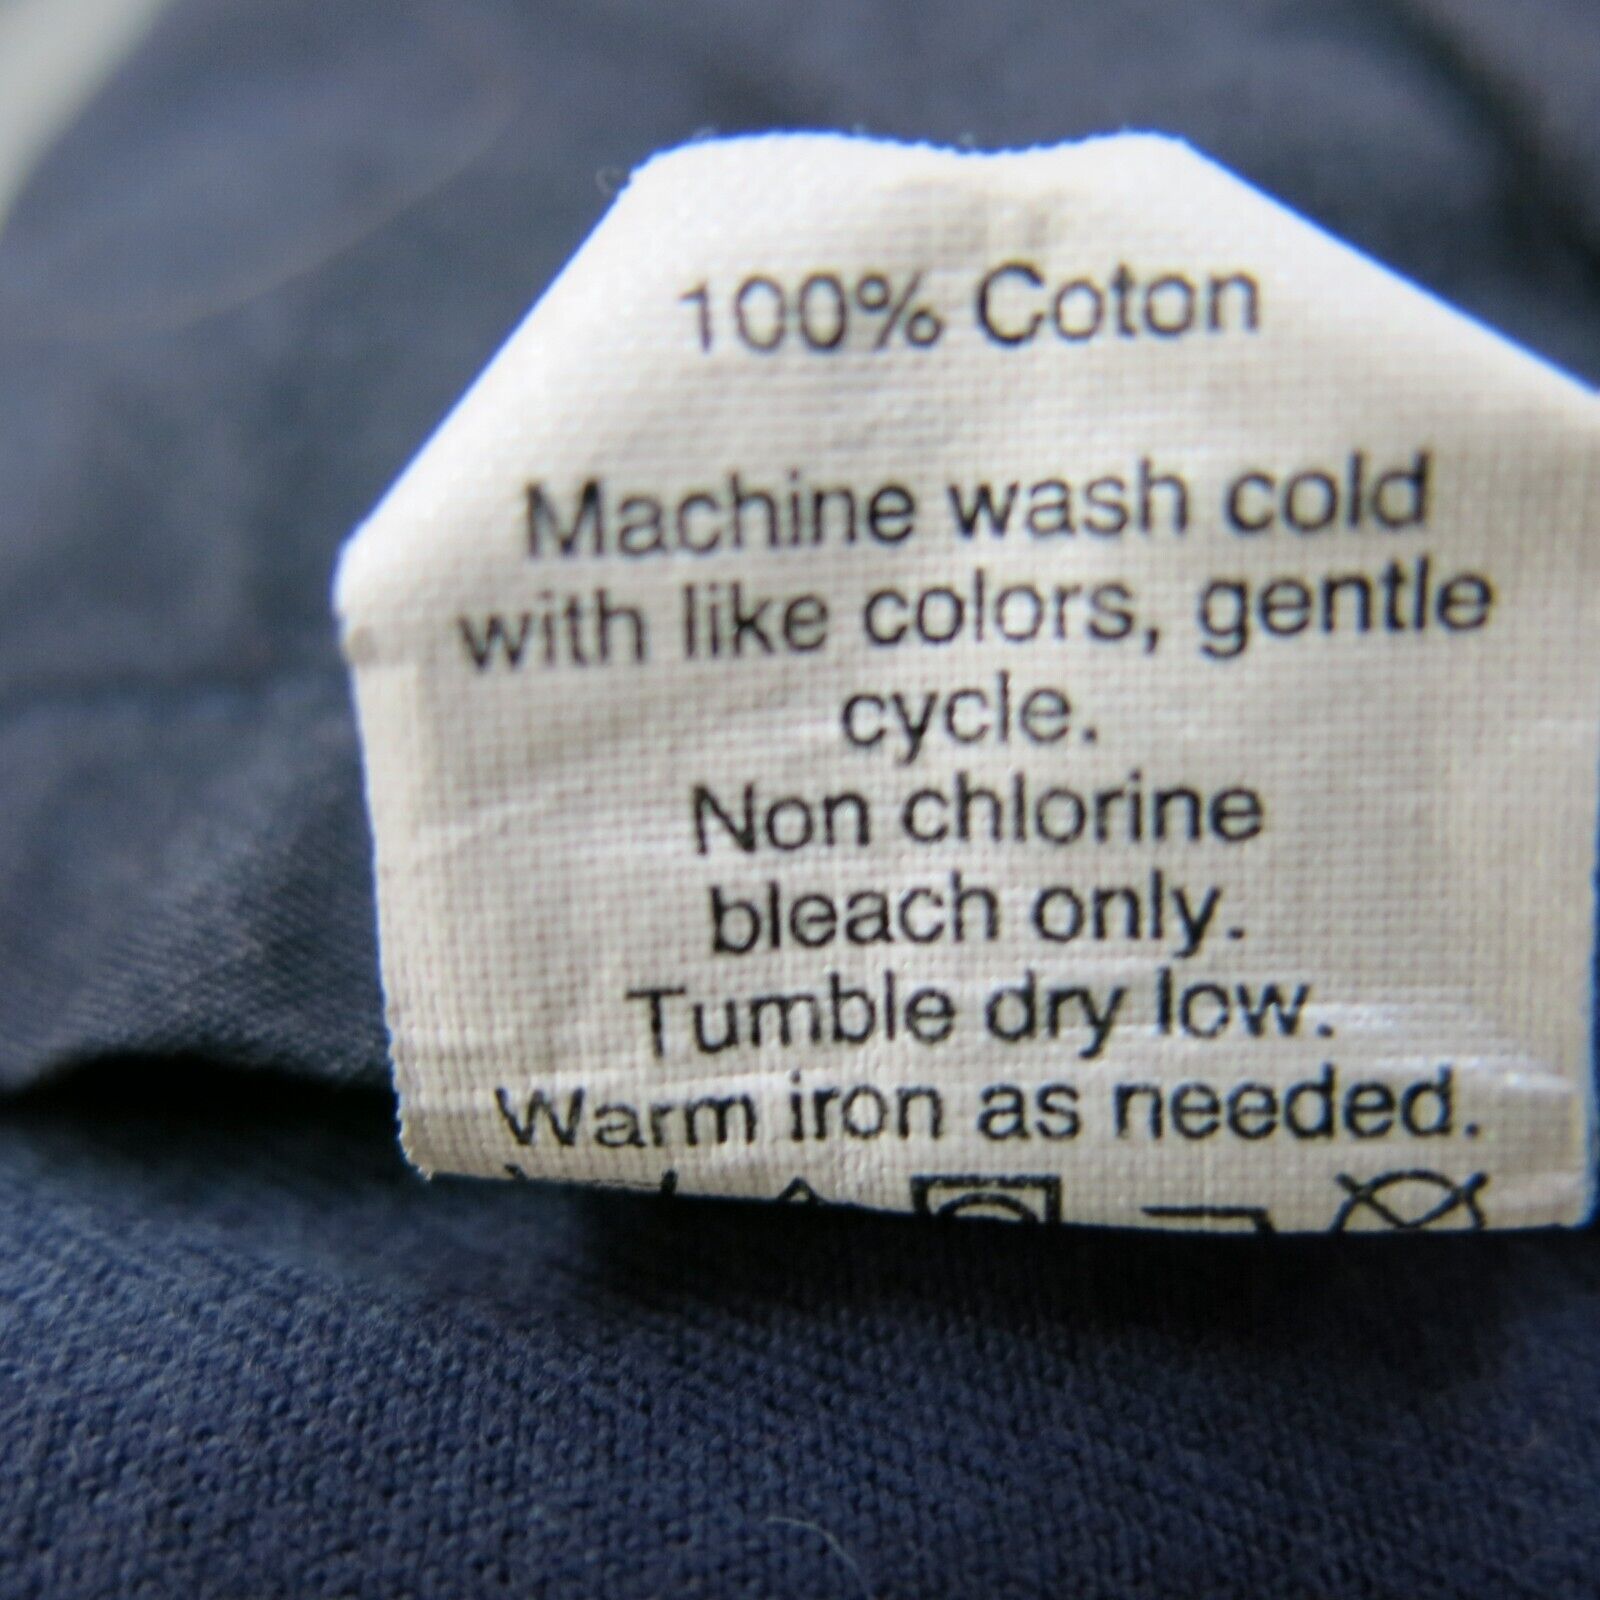 100% Coton
Machine wash cold
with like colors, gentle
cycle.
Non chlorine
bleach only.
Tumble dry low.
Warm iron as needed.